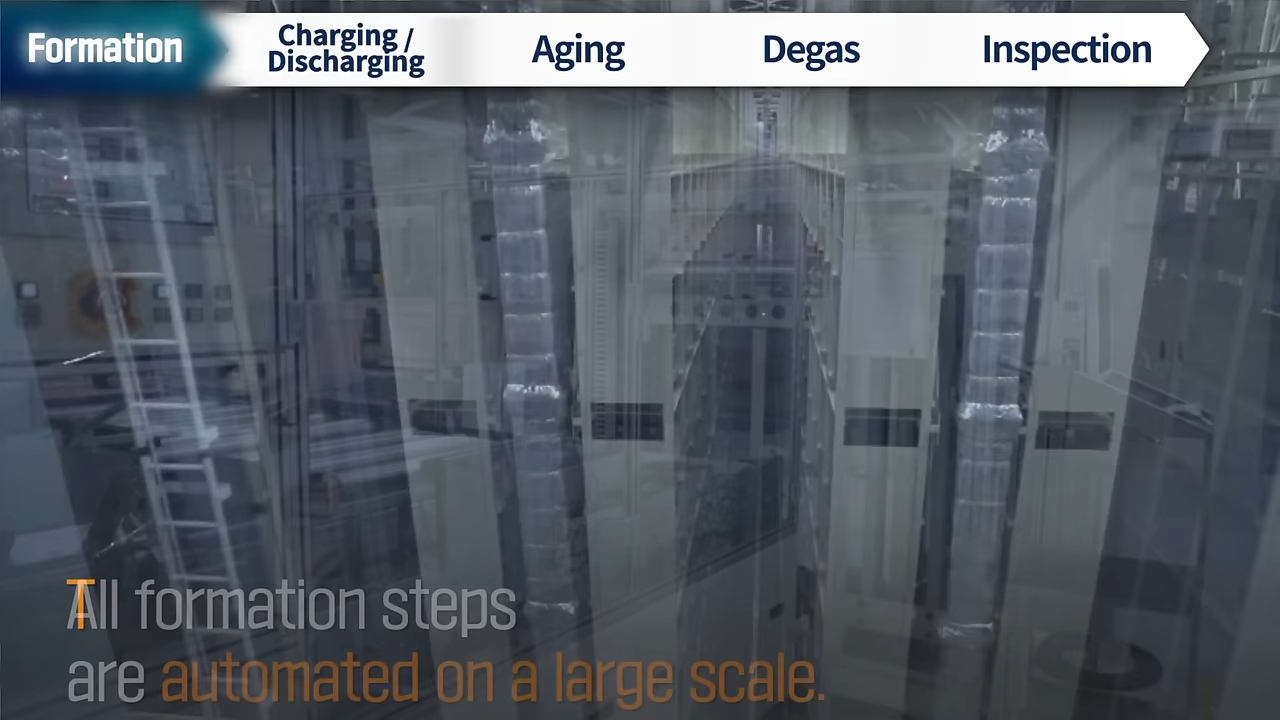 Formation
Charging /
Discharging
Aging
Degas
Inspection
All formation steps
are automated on a large scale.